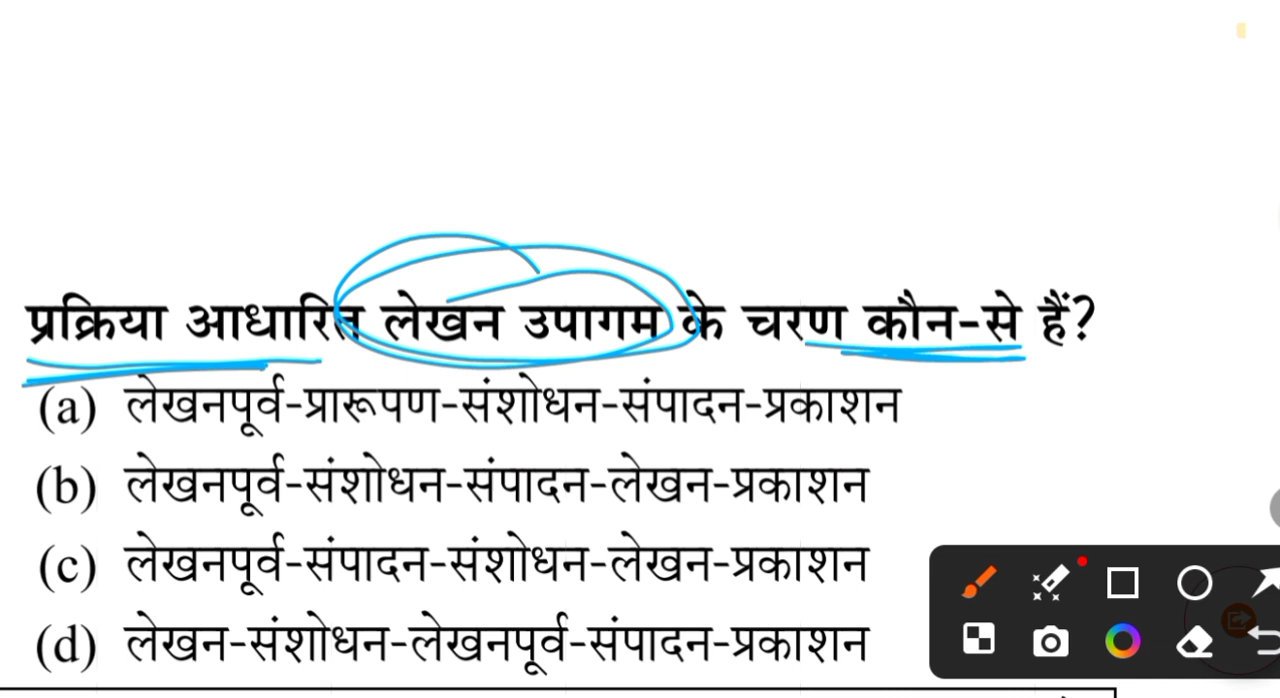 प्रक्रिया आधारित लेखन उपागम के चरण कौन-से हैं?
(a) लेखनपूर्व-प्रारूपण-संशोधन-संपादन-प्रकाशन
(b) लेखनपूर्व-संशोधन-संपादन-लेखन-प्रकाशन
(c) लेखनपूर्व-संपादन-संशोधन-लेखन-प्रकाशन
(d) लेखन-संशोधन-लेखनपूर्व-संपादन-प्रकाशन